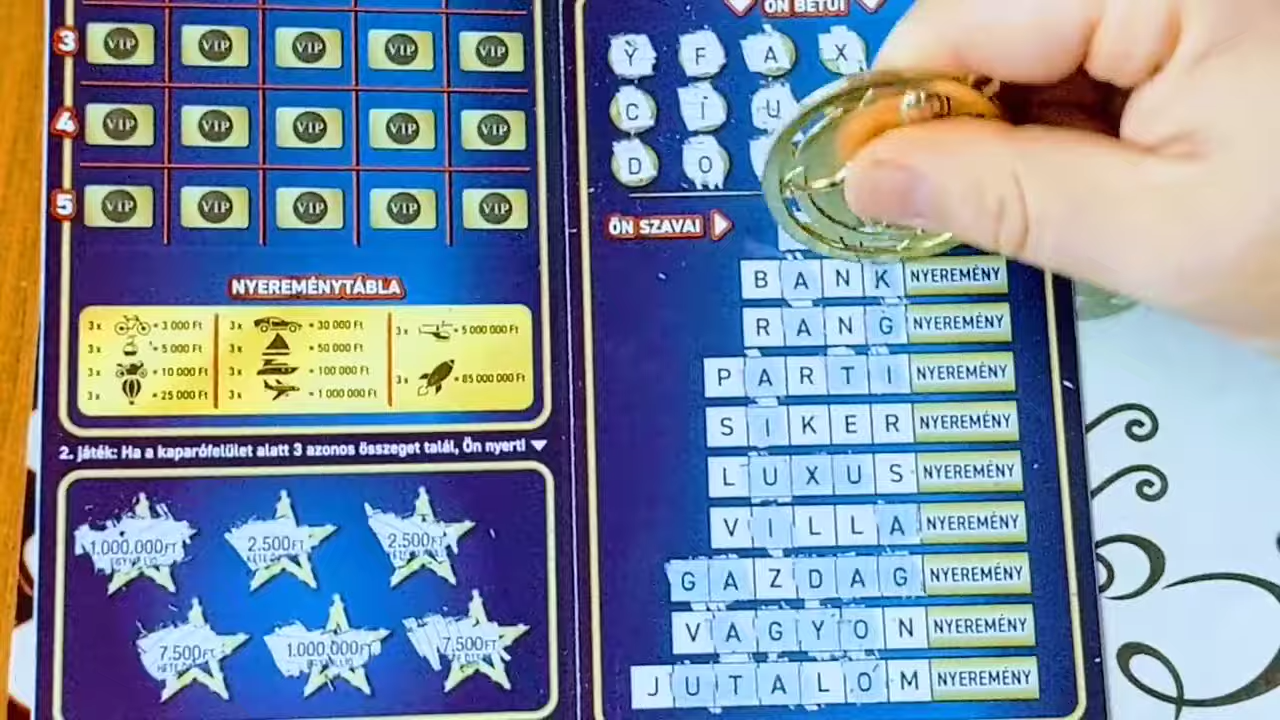 3 VIP VIP VIP VIP VIP
4 VIP VIP VIP VIP VIP
5 VIP VIP VIP VIP VIP
NYEREMÉNYTÁBLA
3x = 3 000 Ft 3x = 30 000 Ft 3x = 5 000 000 Ft
3x = 5 000 Ft 3x = 50 000 Ft
3x = 10 000 Ft 3x = 100 000 Ft 3x = 85 000 000 Ft
3x = 25 000 Ft 3x = 1 000 000 Ft
2. játék: Ha a kaparófelület alatt 3 azonos összeget talál, Ön nyert!
1.000.000FT 2.500FT 2.500FT
7.500FT 1.000.000FT 7.500FT
ÖN BETŰI
Y F A X
C I U
D O
ÖN SZAVAI
BANK NYEREMÉNY
RANG NYEREMÉNY
PARTI NYEREMÉNY
SIKER NYEREMÉNY
LUXUS NYEREMÉNY
VILLA NYEREMÉNY
GAZDAG NYEREMÉNY
VAGYON NYEREMÉNY
JUTALOM NYEREMÉNY